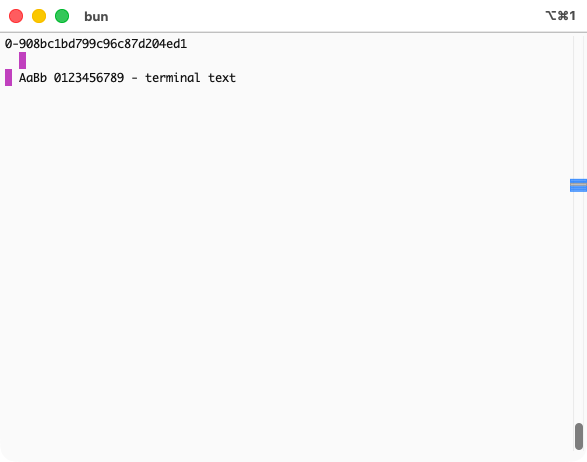 bun
⌥⌘1
0-908bc1bd799c96c87d204ed1
AaBb 0123456789 - terminal text